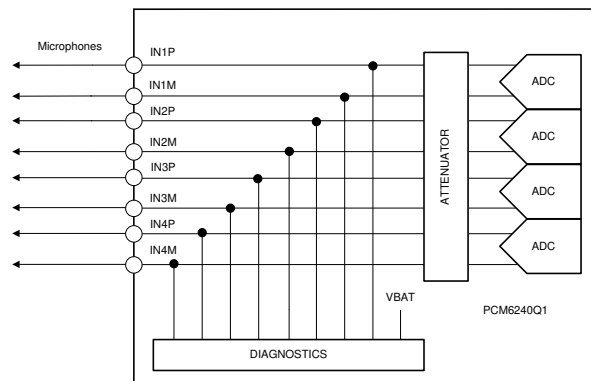 Microphones
IN1P
IN1M
IN2P
IN2M
IN3P
IN3M
IN4P
IN4M
ATTENUATOR
ADC
ADC
ADC
ADC
VBAT
PCM6240Q1
DIAGNOSTICS